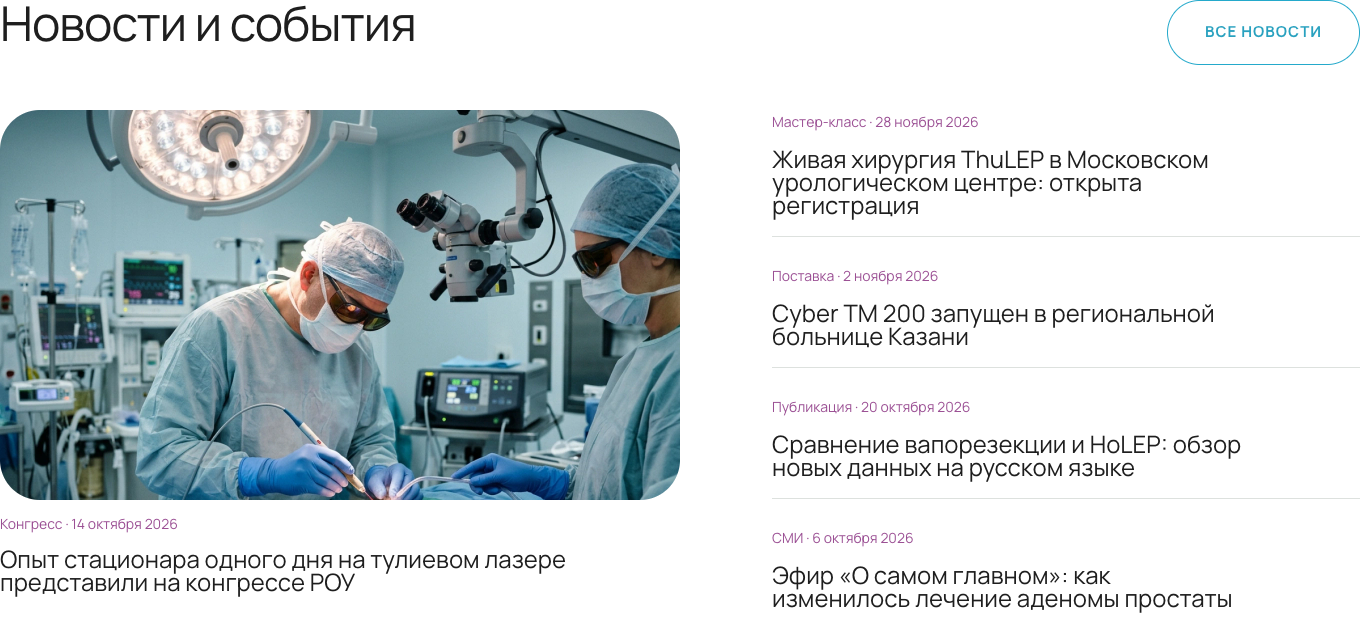 Новости и события
ВСЕ НОВОСТИ
Конгресс · 14 октября 2026
Опыт стационара одного дня на тулиевом лазере
представили на конгрессе РОУ
Мастер-класс · 28 ноября 2026
Живая хирургия ThuLEP в Московском
урологическом центре: открыта
регистрация
Поставка · 2 ноября 2026
Cyber TM 200 запущен в региональной
больнице Казани
Публикация · 20 октября 2026
Сравнение вапорезекции и HoLEP: обзор
новых данных на русском языке
СМИ · 6 октября 2026
Эфир «О самом главном»: как
изменилось лечение аденомы простаты